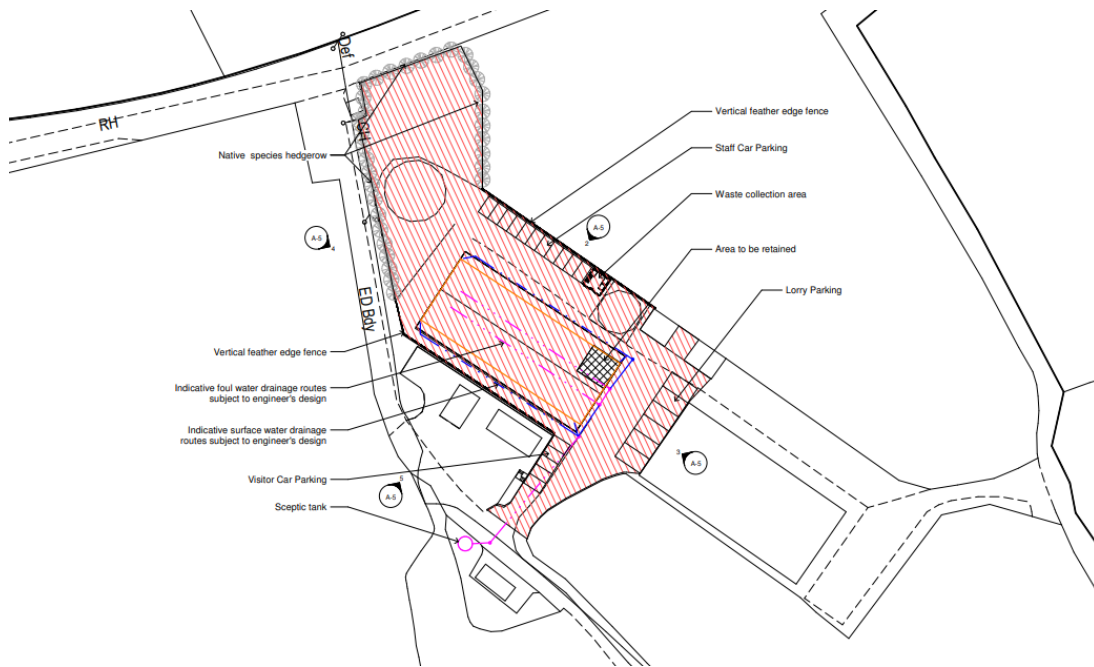 Def
RH
CH
ED Bdy
Native species hedgerow
Vertical feather edge fence
Indicative foul water drainage routes
subject to engineer's design
Indicative surface water drainage
routes subject to engineer's design
Visitor Car Parking
Sceptic tank
Vertical feather edge fence
Staff Car Parking
Waste collection area
Area to be retained
Lorry Parking
A-5
4
A-5
2
A-5
3
A-5
5